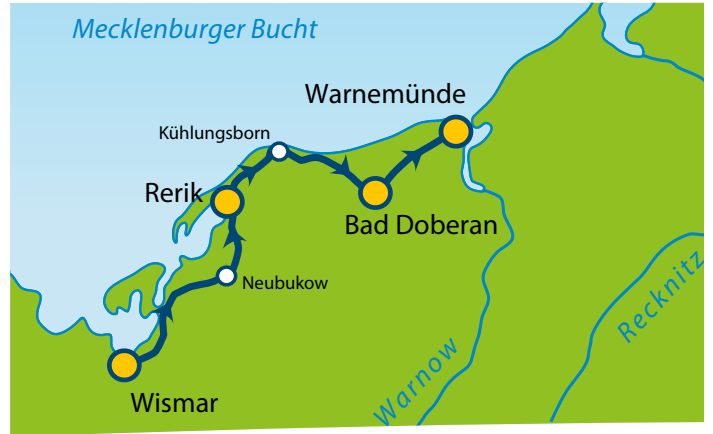 Mecklenburger Bucht
Warnemünde
Kühlungsborn
Rerik
Bad Doberan
Neubukow
Recknitz
Warnow
Wismar